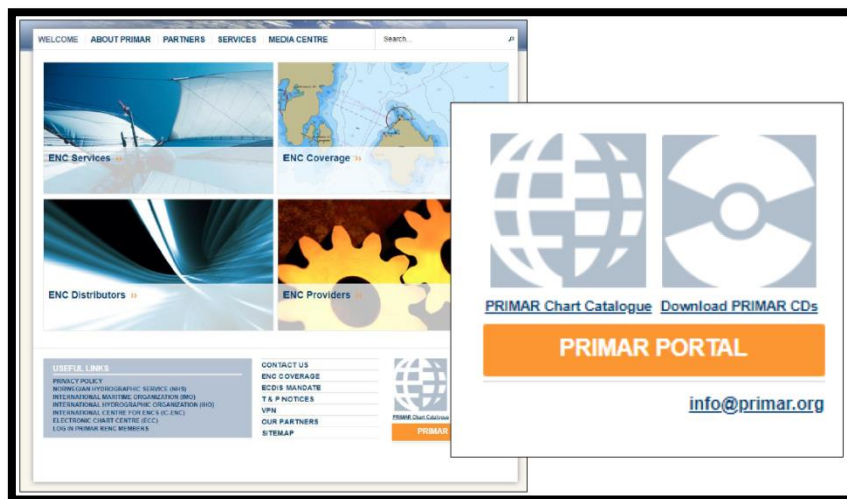 WELCOME ABOUT PRIMAR PARTNERS SERVICES MEDIA CENTRE Search...
ENC Services »
ENC Coverage »
ENC Distributors »
ENC Providers »
USEFUL LINKS
PRIVACY POLICY
NORWEGIAN HYDROGRAPHIC SERVICE (NHS)
INTERNATIONAL MARITIME ORGANIZATION (IMO)
INTERNATIONAL HYDROGRAPHIC ORGANIZATION (IHO)
INTERNATIONAL CENTRE FOR ENCS (IC-ENC)
ELECTRONIC CHART CENTRE (ECC)
LOG IN PRIMAR RENC MEMBERS
CONTACT US
ENC COVERAGE
ECDIS MANDATE
T & P NOTICES
VPN
OUR PARTNERS
SITEMAP
PRIMAR Chart Catalogue
PRIMAR
PRIMAR Chart Catalogue Download PRIMAR CDs
PRIMAR PORTAL
info@primar.org